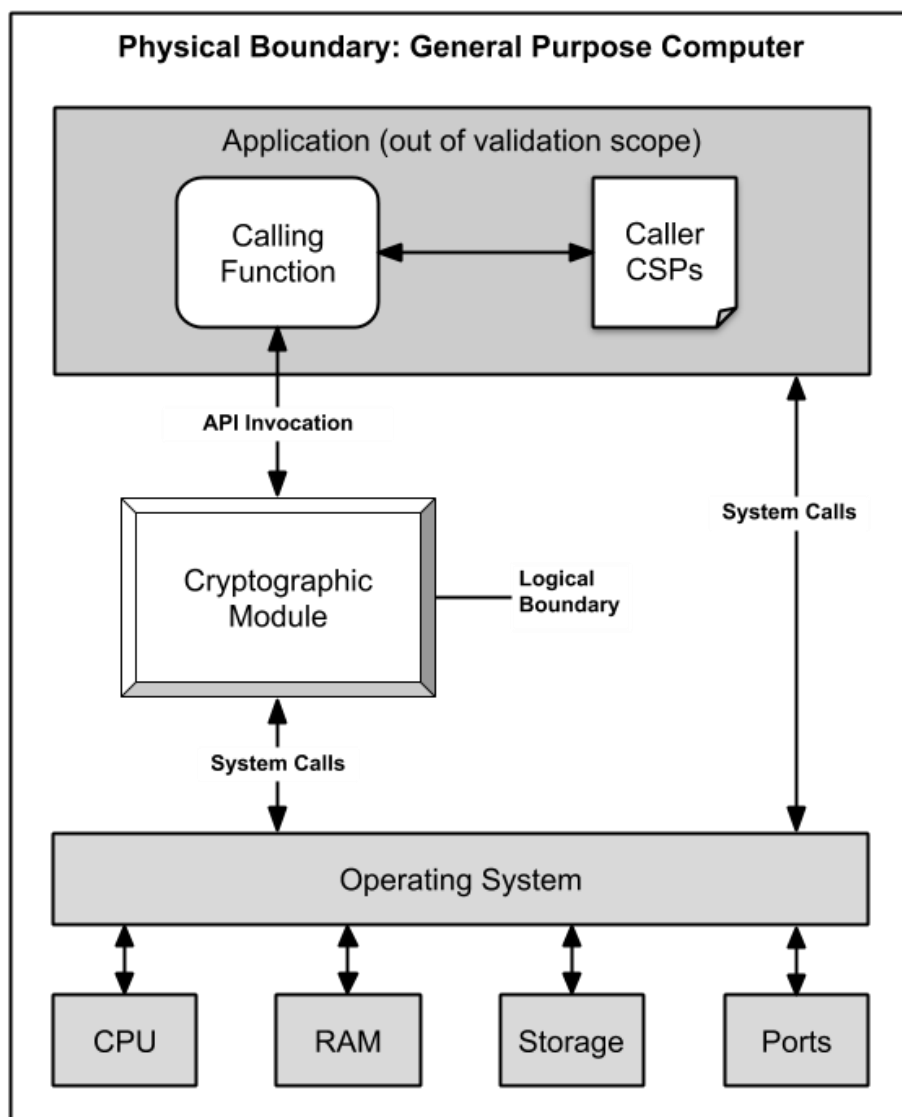 Physical Boundary: General Purpose Computer
Application (out of validation scope)
Calling
Function
Caller
CSPs
API Invocation
System Calls
Cryptographic
Module
Logical
Boundary
System Calls
Operating System
CPU
RAM
Storage
Ports